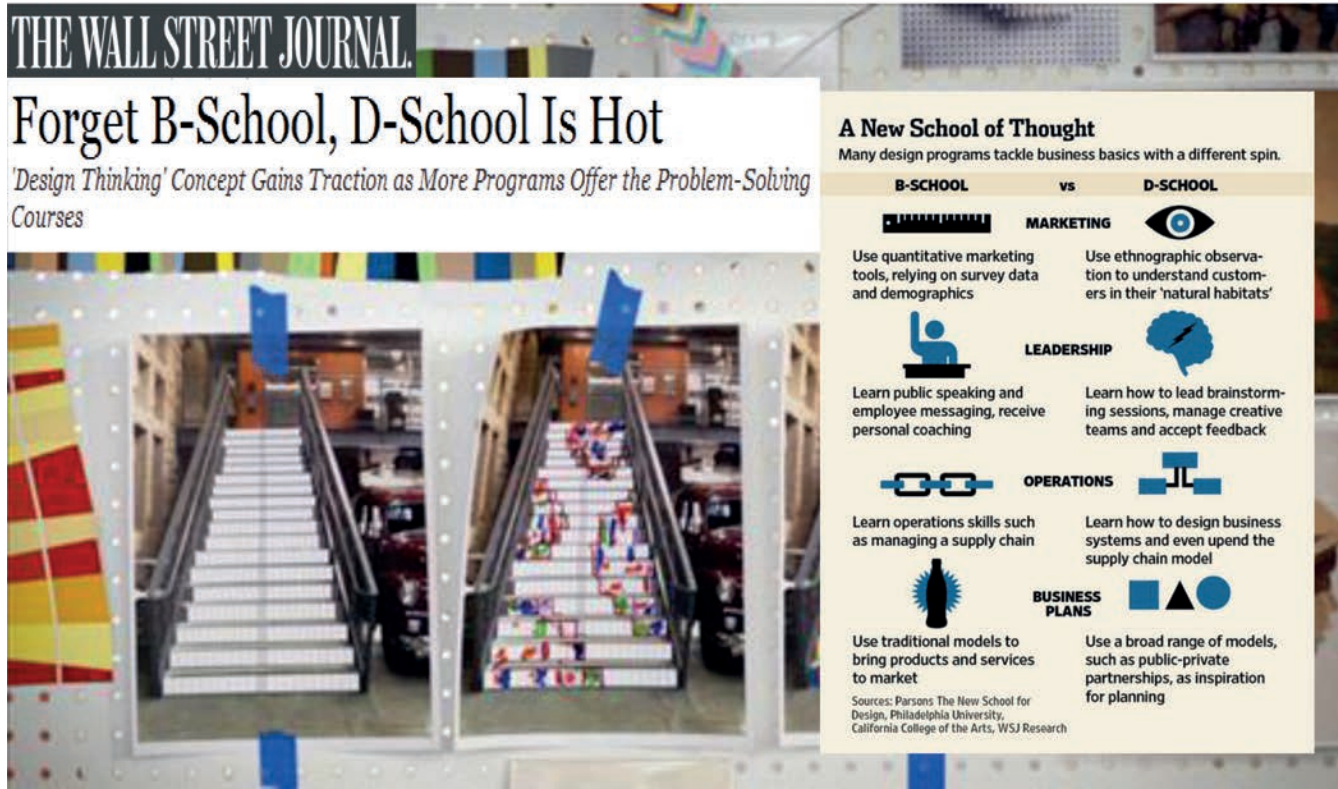 THE WALL STREET JOURNAL.
Forget B-School, D-School Is Hot
'Design Thinking' Concept Gains Traction as More Programs Offer the Problem-Solving
Courses
A New School of Thought
Many design programs tackle business basics with a different spin.
B-SCHOOL vs D-SCHOOL
MARKETING
Use quantitative marketing
tools, relying on survey data
and demographics
Use ethnographic observa-
tion to understand custom-
ers in their 'natural habitats'
LEADERSHIP
Learn public speaking and
employee messaging, receive
personal coaching
Learn how to lead brainstorm-
ing sessions, manage creative
teams and accept feedback
OPERATIONS
Learn operations skills such
as managing a supply chain
Learn how to design business
systems and even upend the
supply chain model
BUSINESS
PLANS
Use traditional models to
bring products and services
to market
Use a broad range of models,
such as public-private
partnerships, as inspiration
for planning
Sources: Parsons The New School for
Design, Philadelphia University,
California College of the Arts, WSJ Research